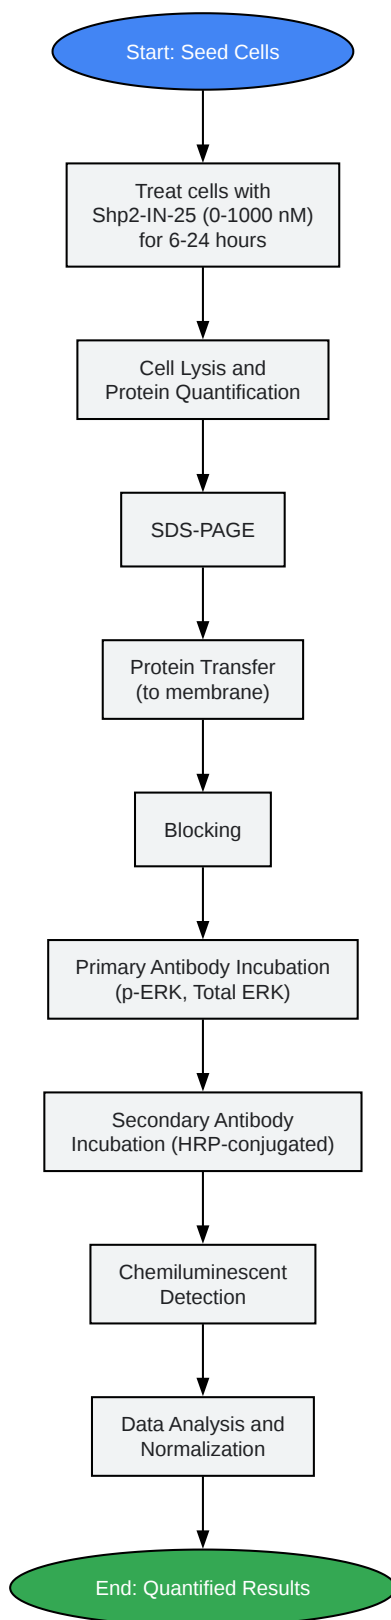 Start: Seed Cells
Treat cells with
Shp2-IN-25 (0-1000 nM)
for 6-24 hours
Cell Lysis and
Protein Quantification
SDS-PAGE
Protein Transfer
(to membrane)
Blocking
Primary Antibody Incubation
(p-ERK, Total ERK)
Secondary Antibody
Incubation (HRP-conjugated)
Chemiluminescent
Detection
Data Analysis and
Normalization
End: Quantified Results